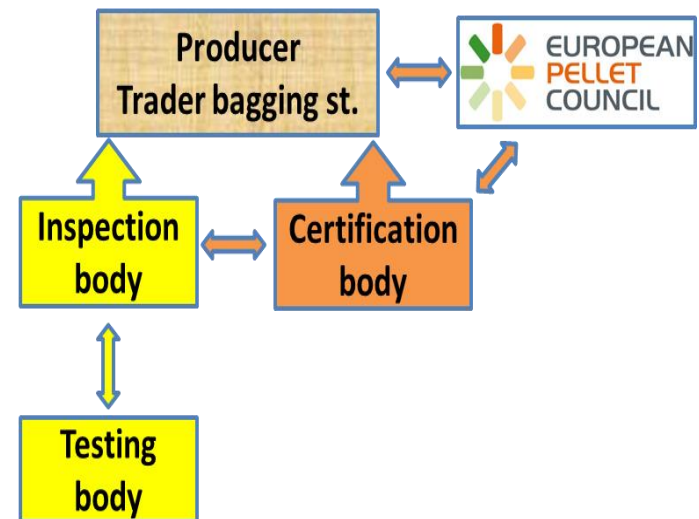 Producer
Trader bagging st.
EUROPEAN
PELLET
COUNCIL
Inspection
body
Certification
body
Testing
body